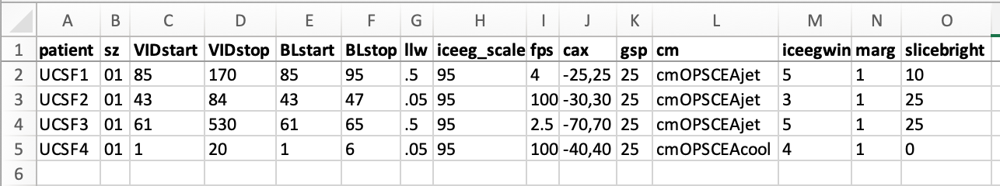 A B C D E F G H I J K L M N O
1 patient sz VIDstart VIDstop BLstart BLstop llw iceeg_scale fps cax gsp cm iceegwin marg slicebright
2 UCSF1 01 85 170 85 95 .5 95 4 -25,25 25 cmOPSCEAjet 5 1 10
3 UCSF2 01 43 84 43 47 .05 95 100 -30,30 25 cmOPSCEAjet 3 1 25
4 UCSF3 01 61 530 61 65 .5 95 2.5 -70,70 25 cmOPSCEAjet 5 1 25
5 UCSF4 01 1 20 1 6 .05 95 100 -40,40 25 cmOPSCEAcool 4 1 0
6